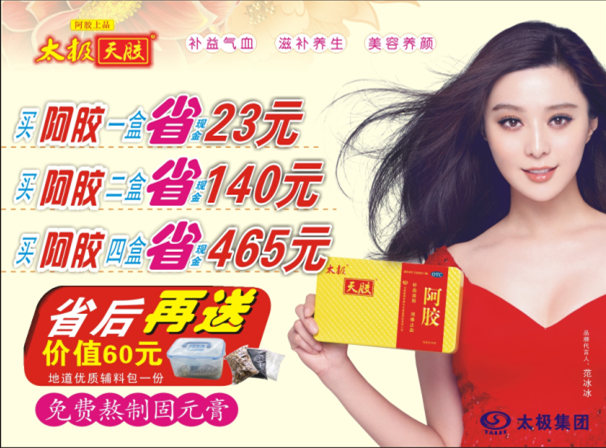 阿胶上品
太极 天胶
补益气血 滋补养生 美容养颜
买阿胶一盒省现金23元
买阿胶二盒省现金140元
买阿胶四盒省现金465元
太极
天胶
OTC
阿胶
省后再送
价值60元
地道优质辅料包一份
免费熬制固元膏
品牌代言人：范冰冰
太极集团